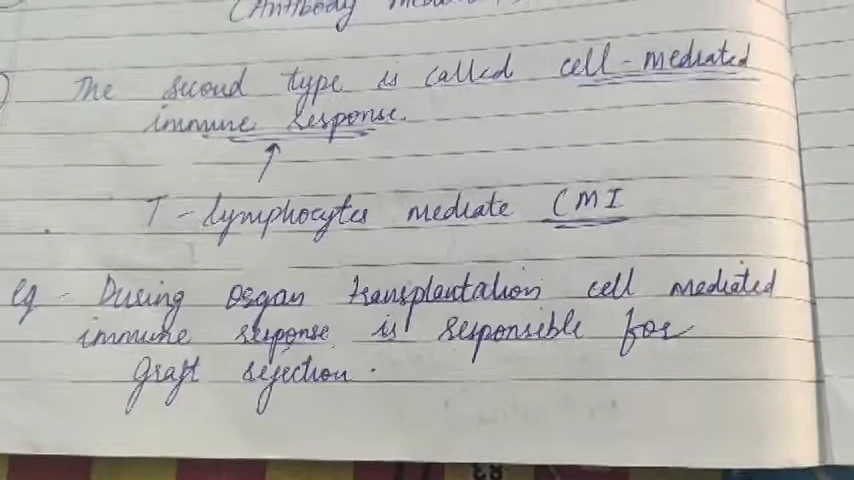 (Antibody
The second type is called cell-mediated
immune response.
T-lymphocytes mediate CMI
eg - During organ transplantation cell mediated
immune response is responsible for
graft rejection.